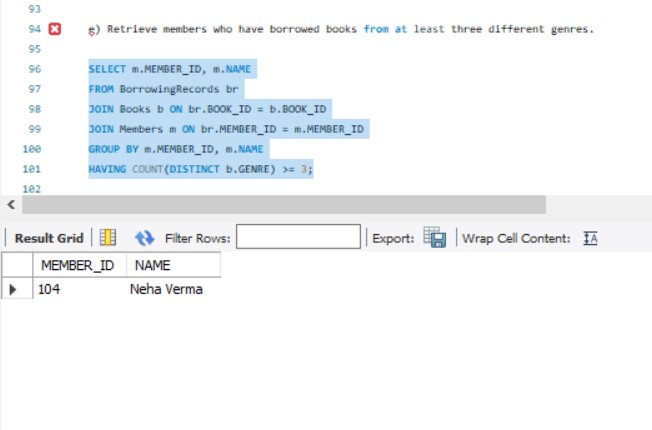 93
94 e) Retrieve members who have borrowed books from at least three different genres.
95
96 SELECT m.MEMBER_ID, m.NAME
97 FROM BorrowingRecords br
98 JOIN Books b ON br.BOOK_ID = b.BOOK_ID
99 JOIN Members m ON br.MEMBER_ID = m.MEMBER_ID
100 GROUP BY m.MEMBER_ID, m.NAME
101 HAVING COUNT(DISTINCT b.GENRE) >= 3;
102
Result Grid Filter Rows: Export: Wrap Cell Content: IA
MEMBER_ID NAME
104 Neha Verma